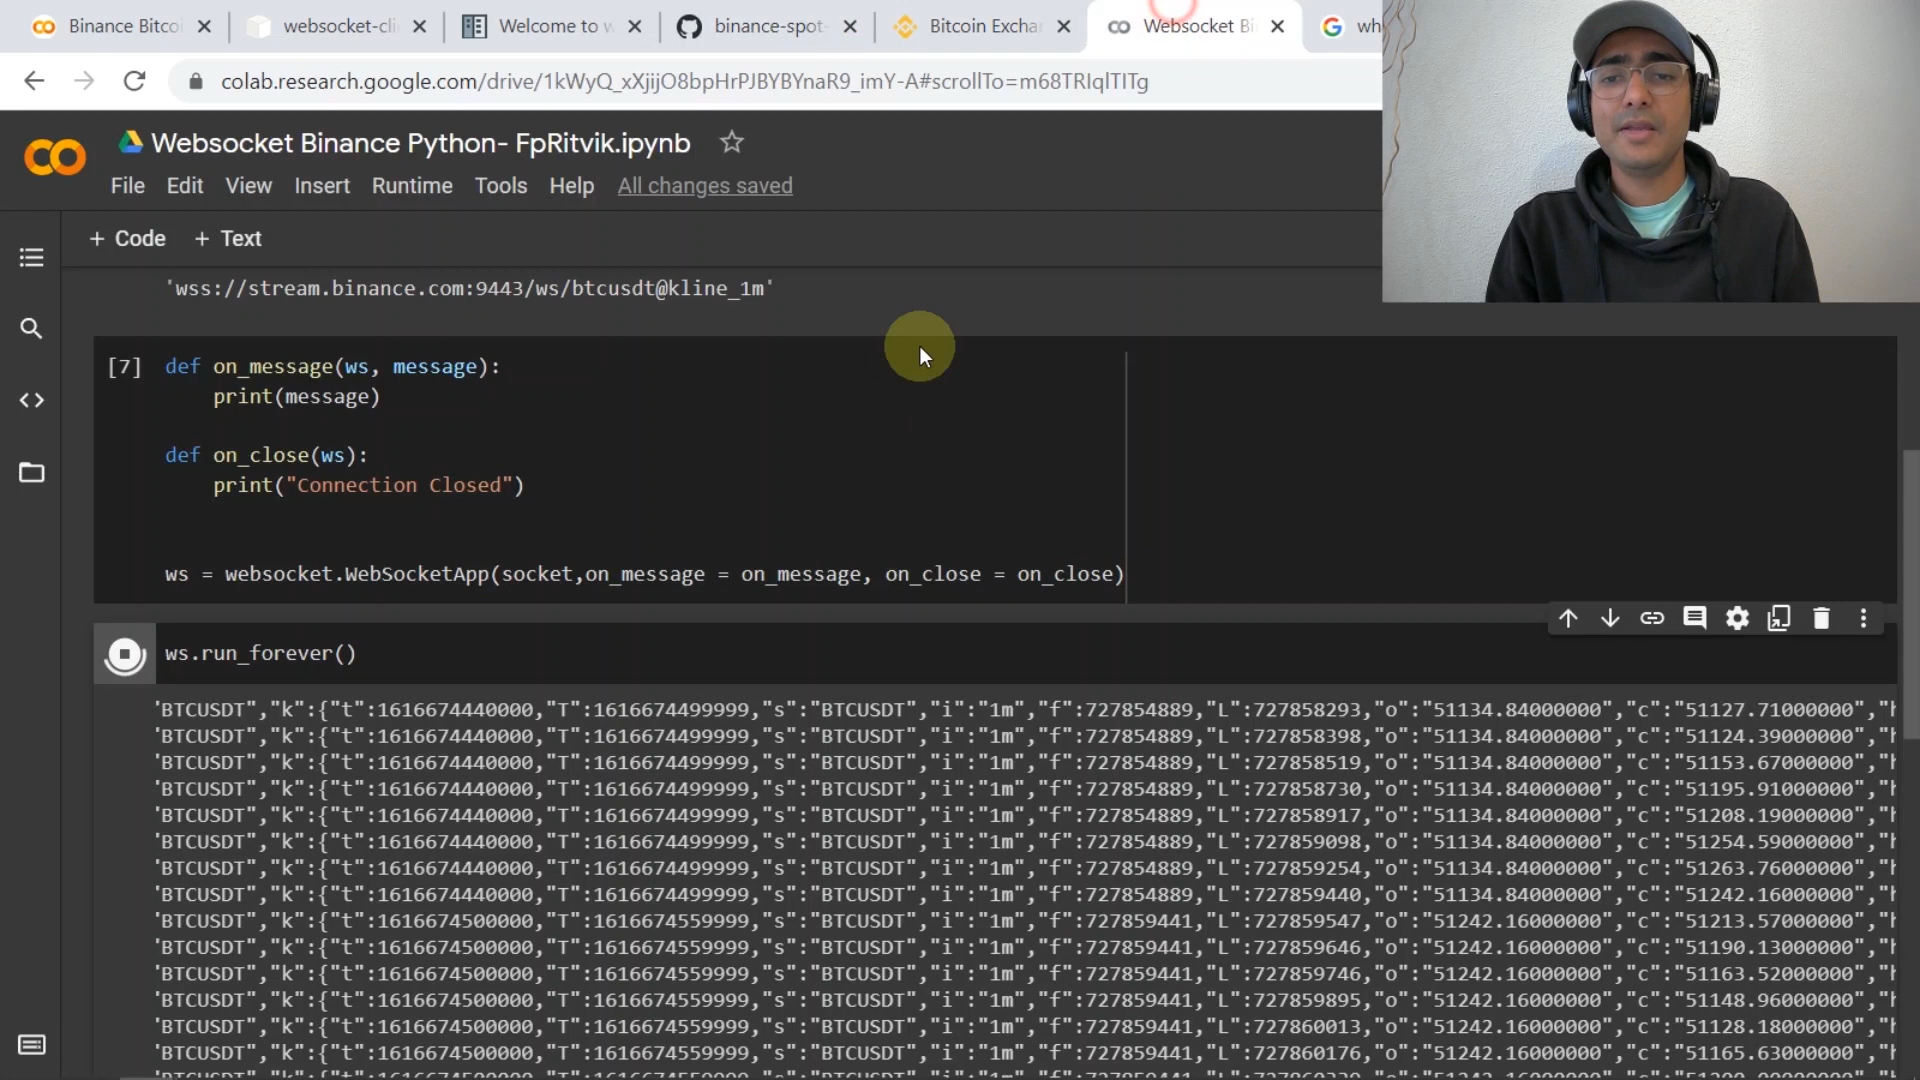 Binance Bitco
websocket-cli
Welcome to w
binance-spot-
Bitcoin Exchar
Websocket Bi
wh
colab.research.google.com/drive/1kWyQ_xXjijO8bpHrPJBYBYnaR9_imY-A#scrollTo=m68TRIqlTITg
Websocket Binance Python- FpRitvik.ipynb
File Edit View Insert Runtime Tools Help All changes saved
+ Code + Text
'wss://stream.binance.com:9443/ws/btcusdt@kline_1m'
[7] def on_message(ws, message):
print(message)
def on_close(ws):
print("Connection Closed")
ws = websocket.WebSocketApp(socket,on_message = on_message, on_close = on_close)
ws.run_forever()
'BTCUSDT","k":{"t":1616674440000,"T":1616674499999,"s":"BTCUSDT","i":"1m","f":727854889,"L":727858293,"o":"51134.84000000","c":"51127.71000000","h
'BTCUSDT","k":{"t":1616674440000,"T":1616674499999,"s":"BTCUSDT","i":"1m","f":727854889,"L":727858398,"o":"51134.84000000","c":"51124.39000000","h
'BTCUSDT","k":{"t":1616674440000,"T":1616674499999,"s":"BTCUSDT","i":"1m","f":727854889,"L":727858519,"o":"51134.84000000","c":"51153.67000000","h
'BTCUSDT","k":{"t":1616674440000,"T":1616674499999,"s":"BTCUSDT","i":"1m","f":727854889,"L":727858730,"o":"51134.84000000","c":"51195.91000000","h
'BTCUSDT","k":{"t":1616674440000,"T":1616674499999,"s":"BTCUSDT","i":"1m","f":727854889,"L":727858917,"o":"51134.84000000","c":"51208.19000000","h
'BTCUSDT","k":{"t":1616674440000,"T":1616674499999,"s":"BTCUSDT","i":"1m","f":727854889,"L":727859098,"o":"51134.84000000","c":"51254.59000000","h
'BTCUSDT","k":{"t":1616674440000,"T":1616674499999,"s":"BTCUSDT","i":"1m","f":727854889,"L":727859254,"o":"51134.84000000","c":"51263.76000000","h
'BTCUSDT","k":{"t":1616674440000,"T":1616674499999,"s":"BTCUSDT","i":"1m","f":727854889,"L":727859440,"o":"51134.84000000","c":"51242.16000000","h
'BTCUSDT","k":{"t":1616674500000,"T":1616674559999,"s":"BTCUSDT","i":"1m","f":727859441,"L":727859547,"o":"51242.16000000","c":"51213.57000000","h
'BTCUSDT","k":{"t":1616674500000,"T":1616674559999,"s":"BTCUSDT","i":"1m","f":727859441,"L":727859646,"o":"51242.16000000","c":"51190.13000000","h
'BTCUSDT","k":{"t":1616674500000,"T":1616674559999,"s":"BTCUSDT","i":"1m","f":727859441,"L":727859746,"o":"51242.16000000","c":"51163.52000000","h
'BTCUSDT","k":{"t":1616674500000,"T":1616674559999,"s":"BTCUSDT","i":"1m","f":727859441,"L":727859895,"o":"51242.16000000","c":"51148.96000000","h
'BTCUSDT","k":{"t":1616674500000,"T":1616674559999,"s":"BTCUSDT","i":"1m","f":727859441,"L":727860013,"o":"51242.16000000","c":"51128.18000000","h
'BTCUSDT","k":{"t":1616674500000,"T":1616674559999,"s":"BTCUSDT","i":"1m","f":727859441,"L":727860176,"o":"51242.16000000","c":"51165.63000000","h